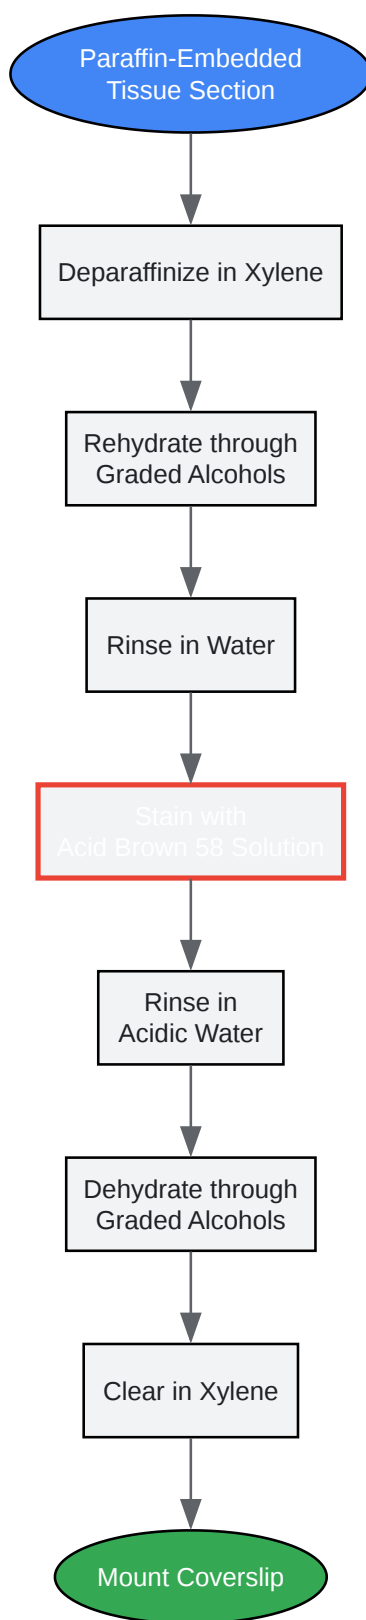 Paraffin-Embedded
Tissue Section
Deparaffinize in Xylene
Rehydrate through
Graded Alcohols
Rinse in Water
Stain with
Acid Brown 58 Solution
Rinse in
Acidic Water
Dehydrate through
Graded Alcohols
Clear in Xylene
Mount Coverslip